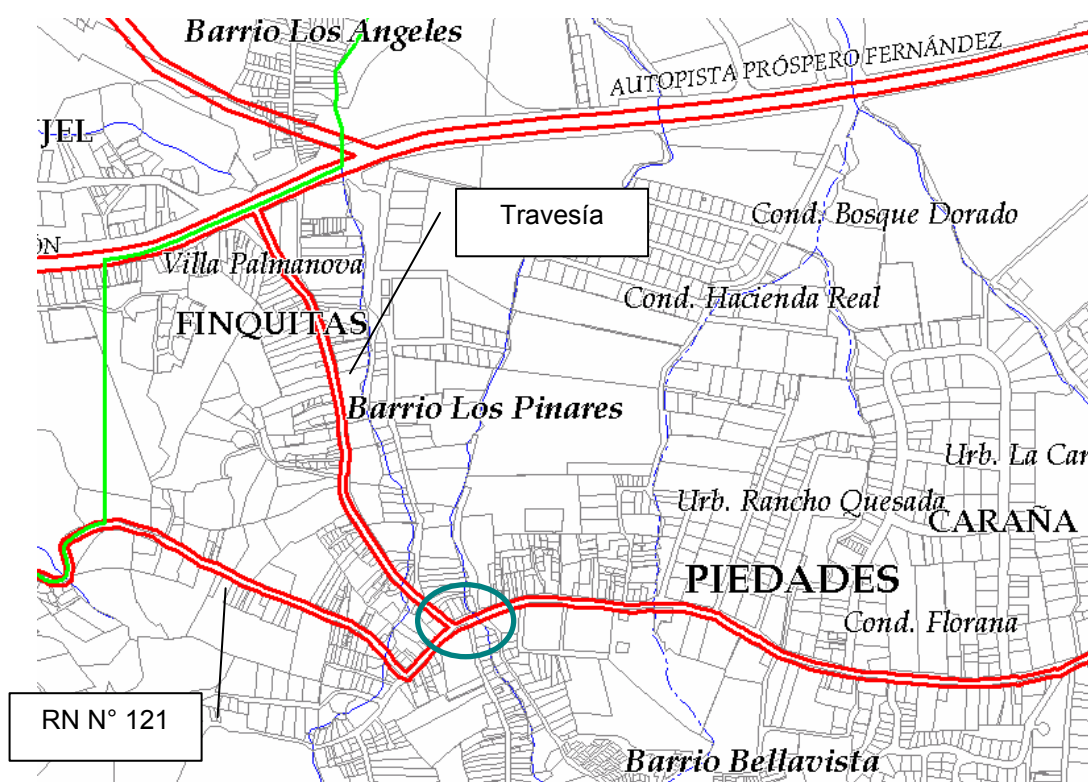 Barrio Los Angeles
AUTOPISTA PRÓSPERO FERNÁNDEZ
JEL
Travesía
Cond. Bosque Dorado
ÓN
Villa Palmanova
Cond. Hacienda Real
FINQUITAS
Barrio Los Pinares
Urb. La Car
Urb. Rancho Quesada
CARAÑA
PIEDADES
Cond. Florana
RN N° 121
Barrio Bellavista